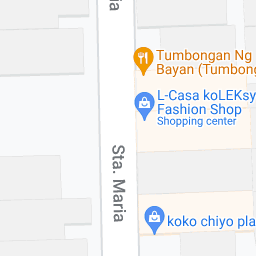 Tumbongan Ng
Bayan (Tumbong
L-Casa koLEKsy
Fashion Shop
Shopping center
Sta. Maria
koko chiyo pla